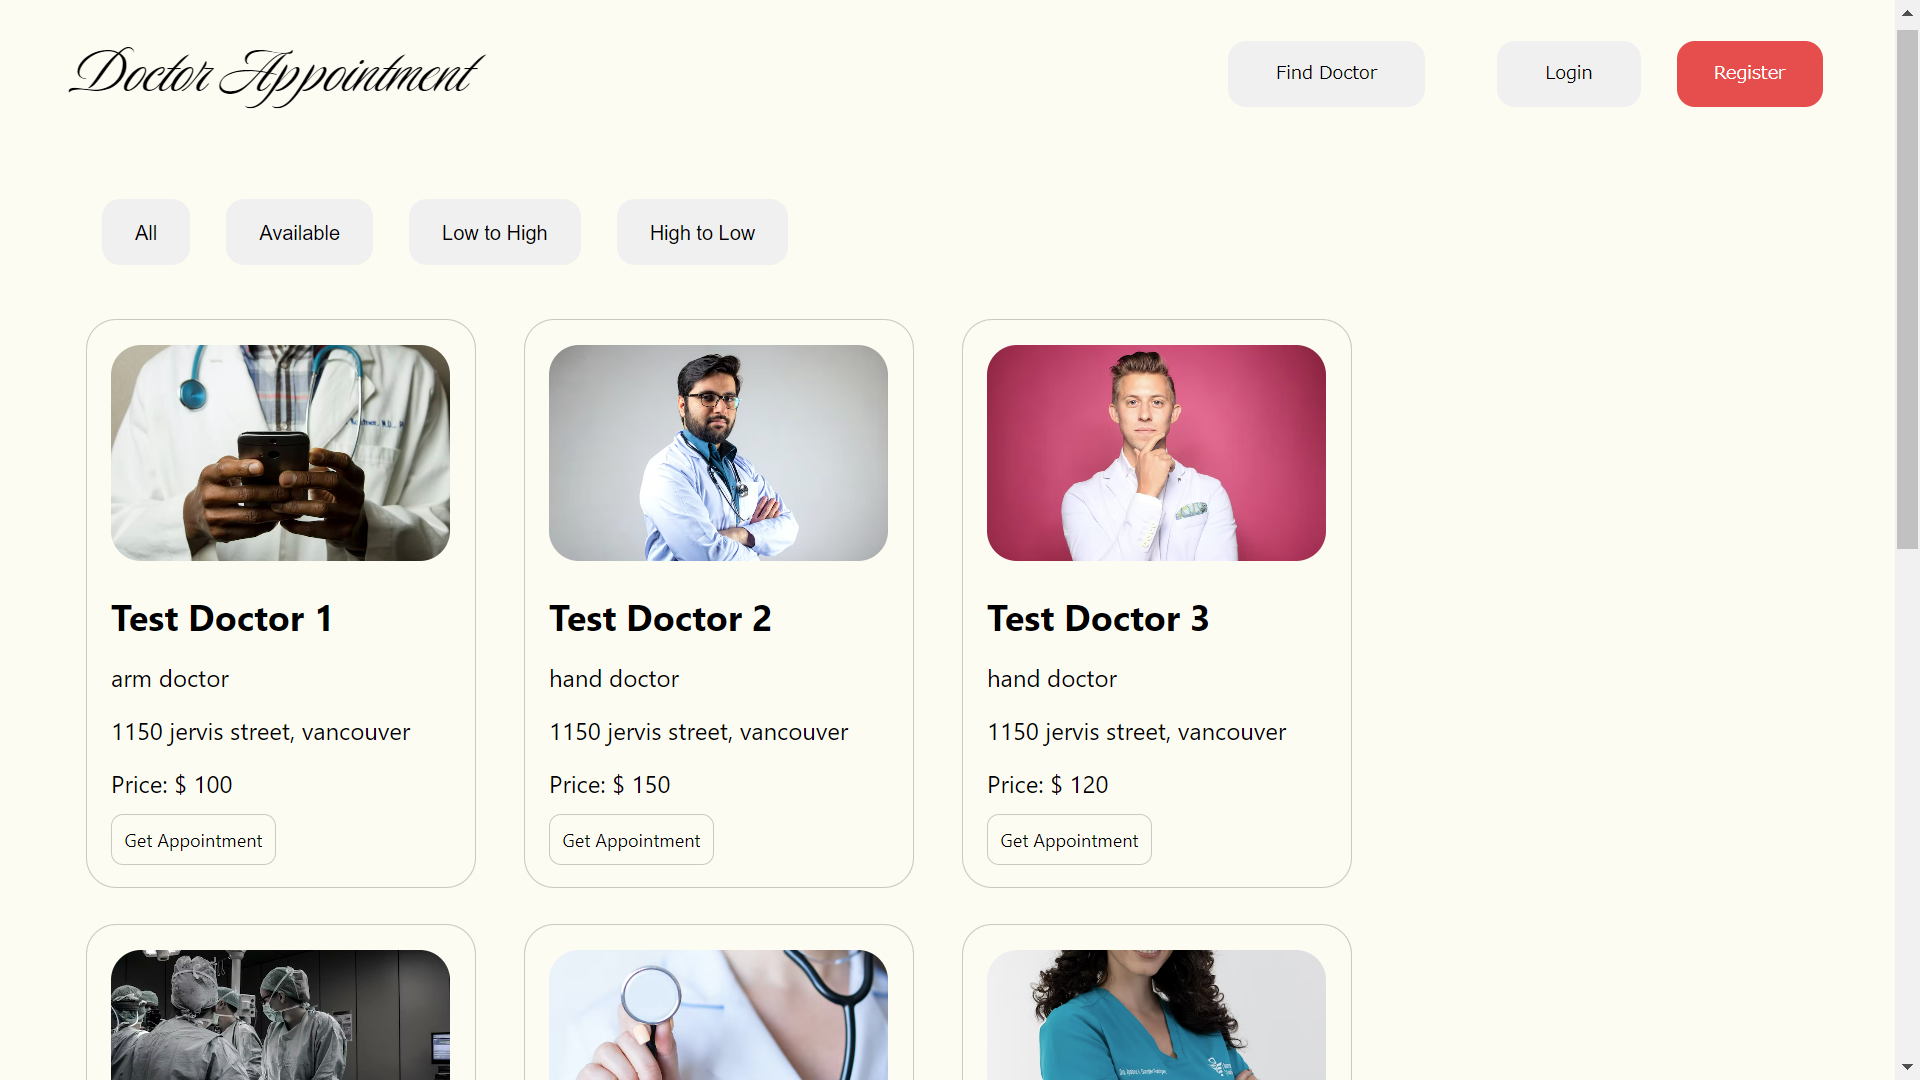 Doctor Appointment
Find Doctor
Login
Register
All
Available
Low to High
High to Low
Test Doctor 1
arm doctor
1150 jervis street, vancouver
Price: $ 100
Get Appointment
Test Doctor 2
hand doctor
1150 jervis street, vancouver
Price: $ 150
Get Appointment
Test Doctor 3
hand doctor
1150 jervis street, vancouver
Price: $ 120
Get Appointment